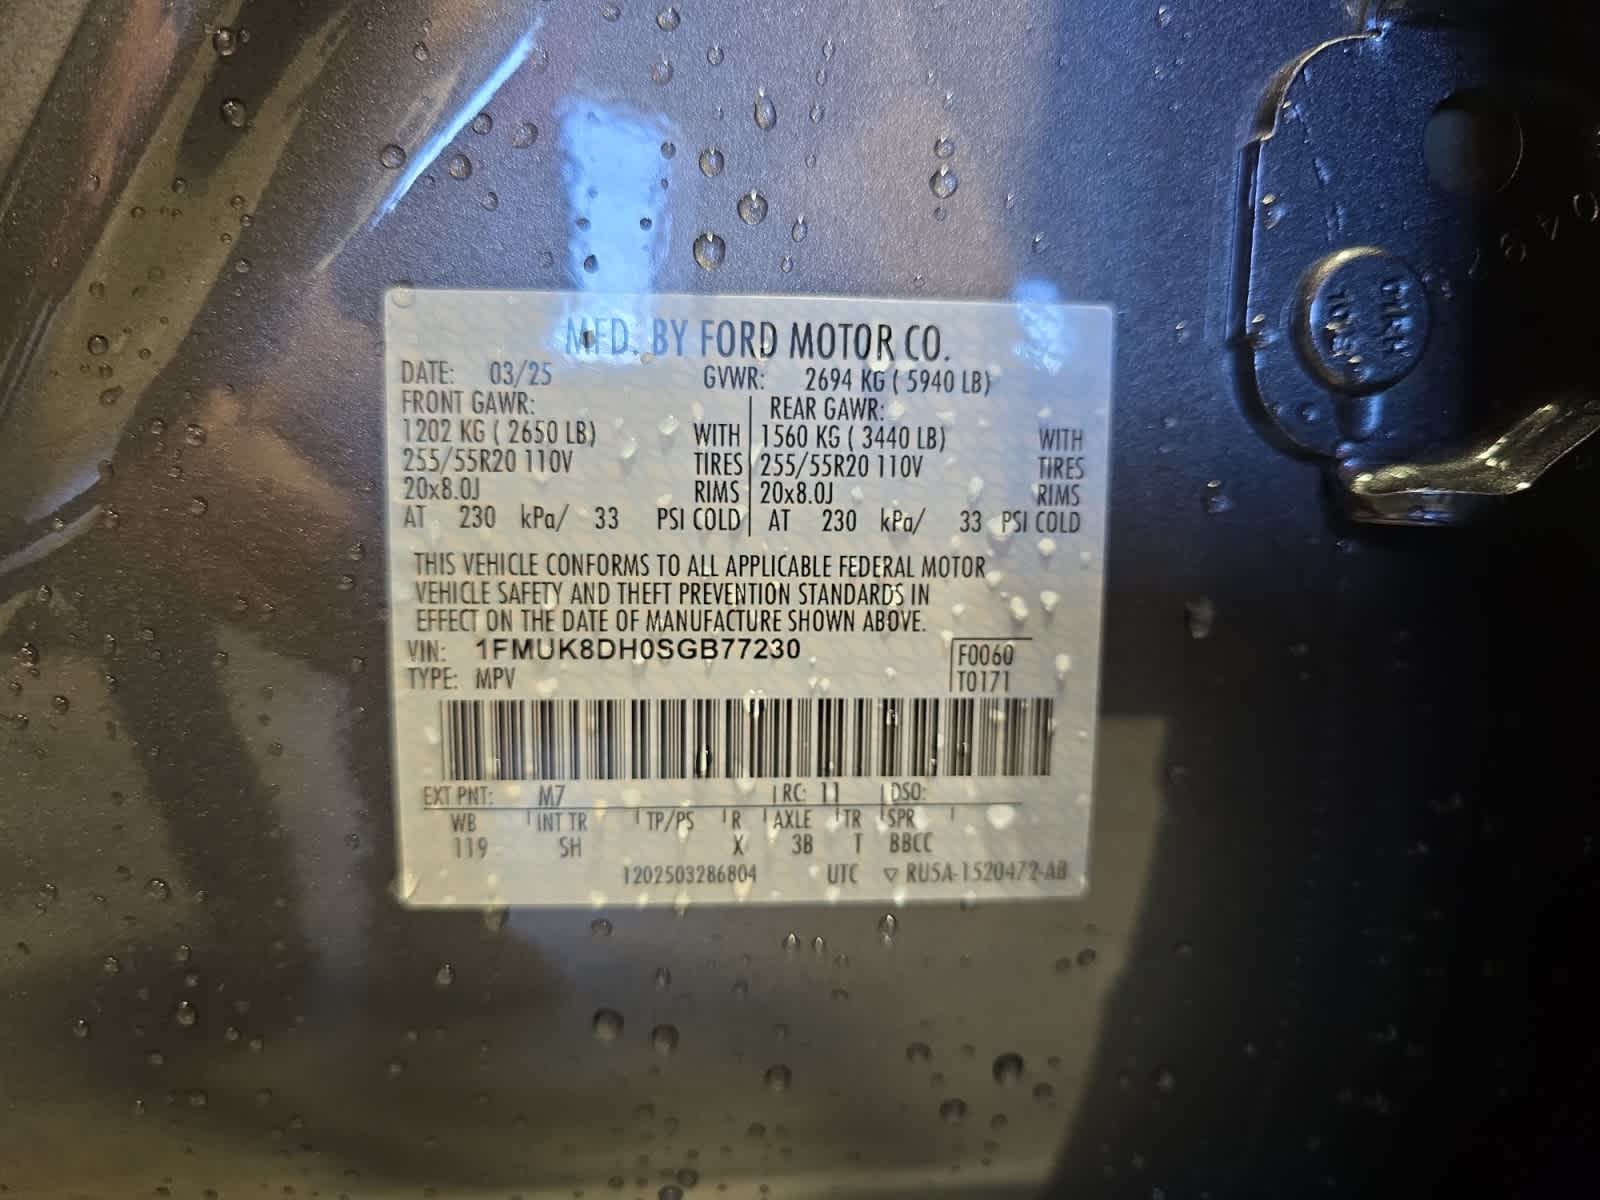 MFD. BY FORD MOTOR CO.
DATE: 03/25 GVWR: 2694 KG ( 5940 LB)
FRONT GAWR: REAR GAWR:
1202 KG ( 2650 LB) WITH 1560 KG ( 3440 LB) WITH
255/55R20 110V TIRES 255/55R20 110V TIRES
20x8.0J RIMS 20x8.0J RIMS
AT 230 kPa/ 33 PSI COLD AT 230 kPa/ 33 PSI COLD
THIS VEHICLE CONFORMS TO ALL APPLICABLE FEDERAL MOTOR
VEHICLE SAFETY AND THEFT PREVENTION STANDARDS IN
EFFECT ON THE DATE OF MANUFACTURE SHOWN ABOVE.
VIN: 1FMUK8DH0SGB77230 F0060
TYPE: MPV T0171
EXT PNT: M7 RC: 11 DSO:
WB INT TR TP/PS R AXLE TR SPR
119 SH X 3B T BBCC
1202503286804 UTC ▽ RU5A-1520472-AB